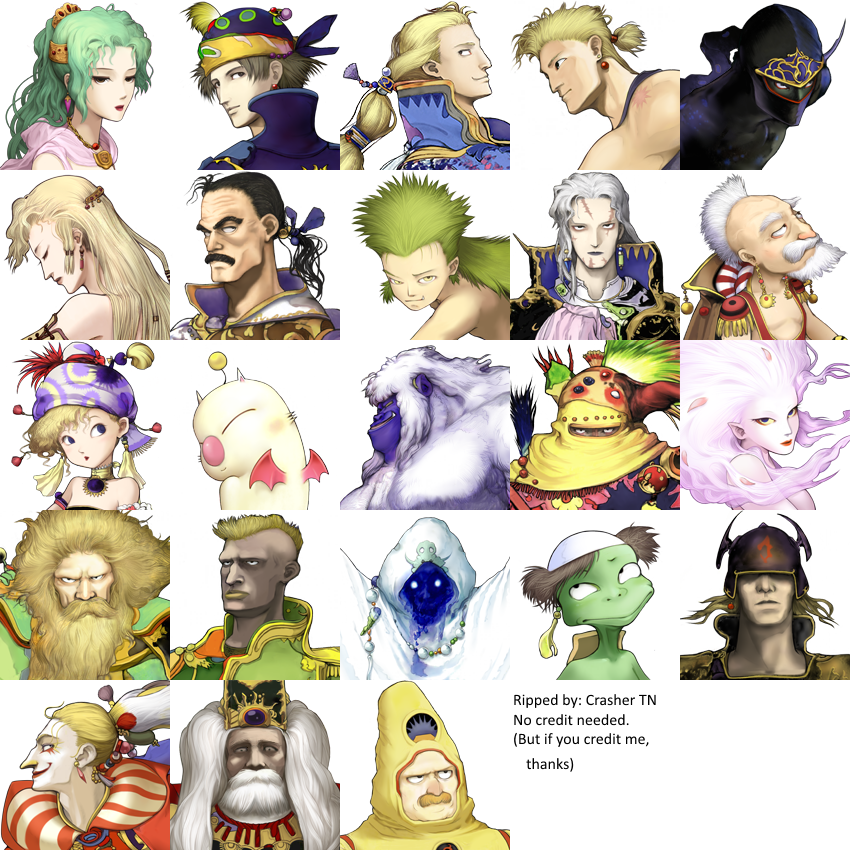 Ripped by: Crasher TN
No credit needed.
(But if you credit me,
thanks)